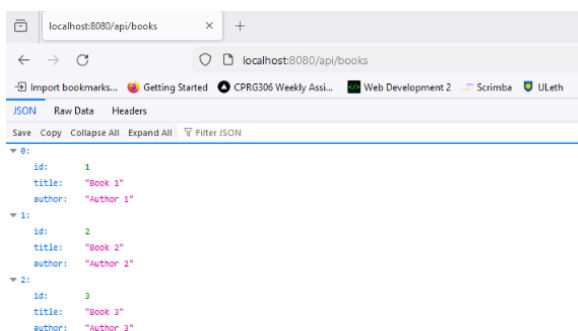 localhost:8080/api/books
localhost:8080/api/books
Import bookmarks... Getting Started CPRG306 Weekly Assi... Web Development 2 Scrimba ULeth
JSON Raw Data Headers
Save Copy Collapse All Expand All Filter JSON
0:
id: 1
title: "Book 1"
author: "Author 1"
1:
id: 2
title: "Book 2"
author: "Author 2"
2:
id: 3
title: "Book 3"
author: "Author 3"